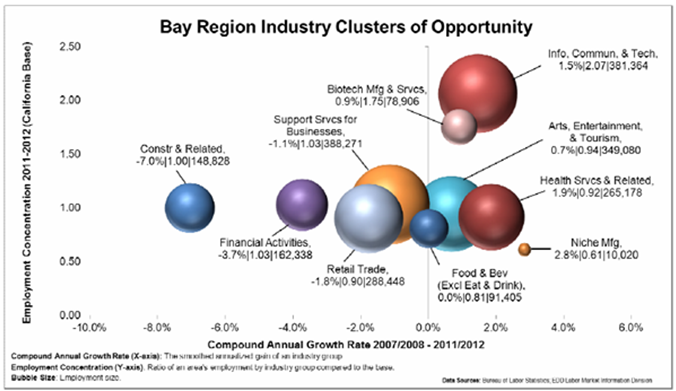 Bay Region Industry Clusters of Opportunity
Employment Concentration 2011-2012 (California Base)
2.50
2.00
1.50
1.00
0.50
0.00
Info, Commun, & Tech,
1.5%|2.07|381,364
Biotech Mfg & Srvcs,
0.9%|1.75|78,906
Support Srvcs for
Businesses,
-1.1%|1.03|388,271
Arts, Entertainment,
& Tourism,
0.7%|0.94|349,080
Constr & Related,
-7.0%|1.00|148,828
Health Srvcs & Related,
1.9%|0.92|265,178
Financial Activities,
-3.7%|1.03|162,338
Niche Mfg,
2.8%|0.61|10,020
Retail Trade,
-1.8%|0.90|288,448
Food & Bev
(Excl Eat & Drink),
0.0%|0.81|91,405
-10.0%
-8.0%
-6.0%
-4.0%
-2.0%
0.0%
2.0%
4.0%
6.0%
Compound Annual Growth Rate 2007/2008 - 2011/2012
Compound Annual Growth Rate (X-axis): The smoothed annualized gain of an industry group
Employment Concentration (Y-axis): Ratio of an area's employment by industry group compared to the base.
Bubble Size: Employment size.
Data Sources: Bureau of Labor Statistics; EDD Labor Market Information Division